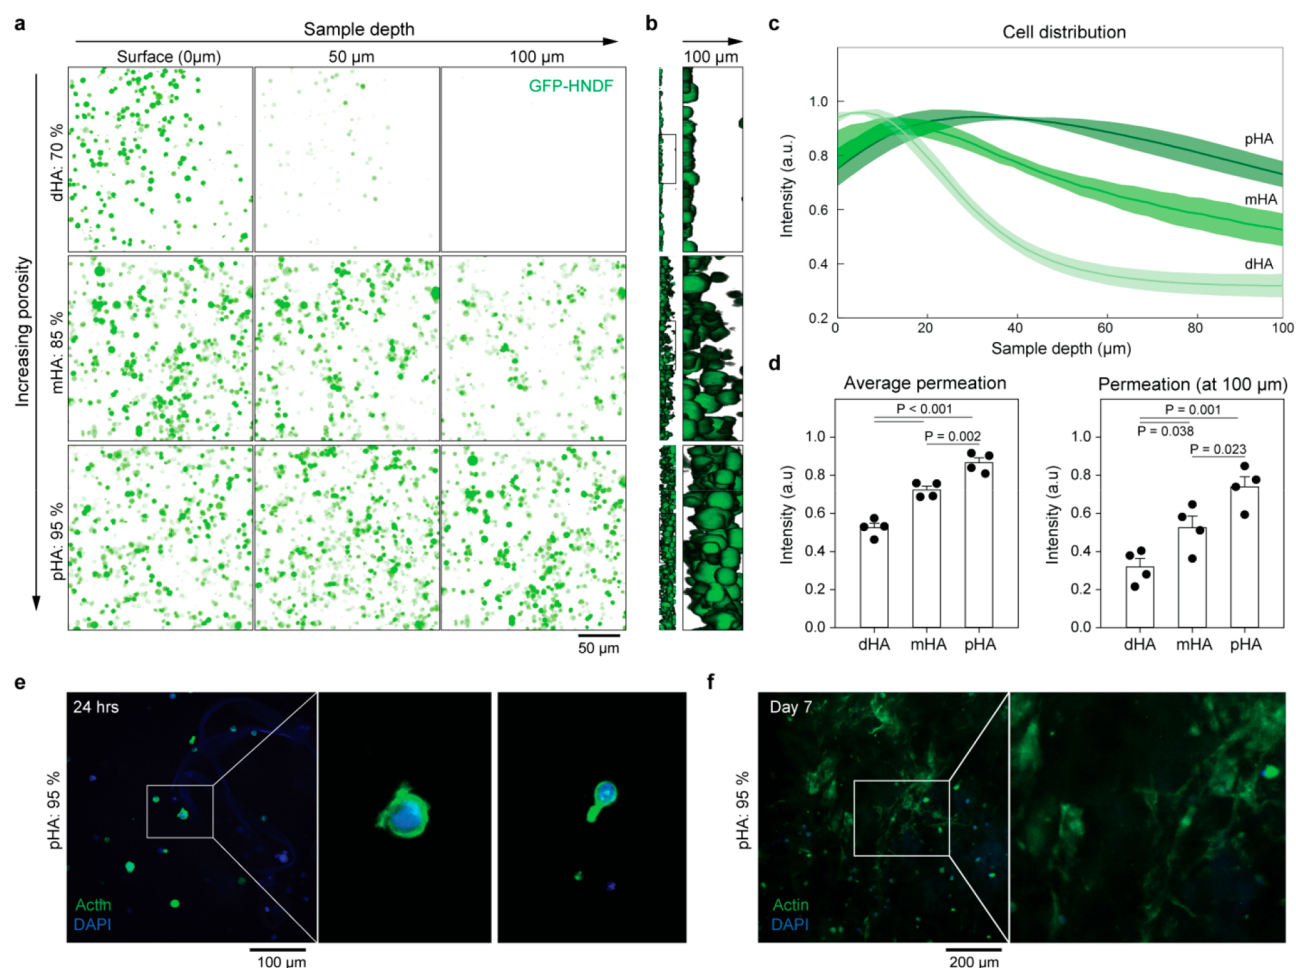 a
Sample depth
Surface (0µm)
50 µm
100 µm
GFP-HNDF
Increasing porosity
dHA: 70 %
mHA: 85 %
pHA: 95 %
50 µm
b
100 µm
c
Cell distribution
Intensity (a.u.)
1.0
0.8
0.6
0.4
0.2
pHA
mHA
dHA
0
20
40
60
80
100
Sample depth (µm)
d
Average permeation
P < 0.001
P = 0.002
Intensity (a.u)
1.0
0.8
0.6
0.4
0.2
0.0
dHA
mHA
pHA
Permeation (at 100 µm)
P = 0.001
P = 0.038
P = 0.023
Intensity (a.u)
1.0
0.8
0.6
0.4
0.2
0.0
dHA
mHA
pHA
e
pHA: 95 %
24 hrs
Actin
DAPI
100 µm
f
pHA: 95 %
Day 7
Actin
DAPI
200 µm